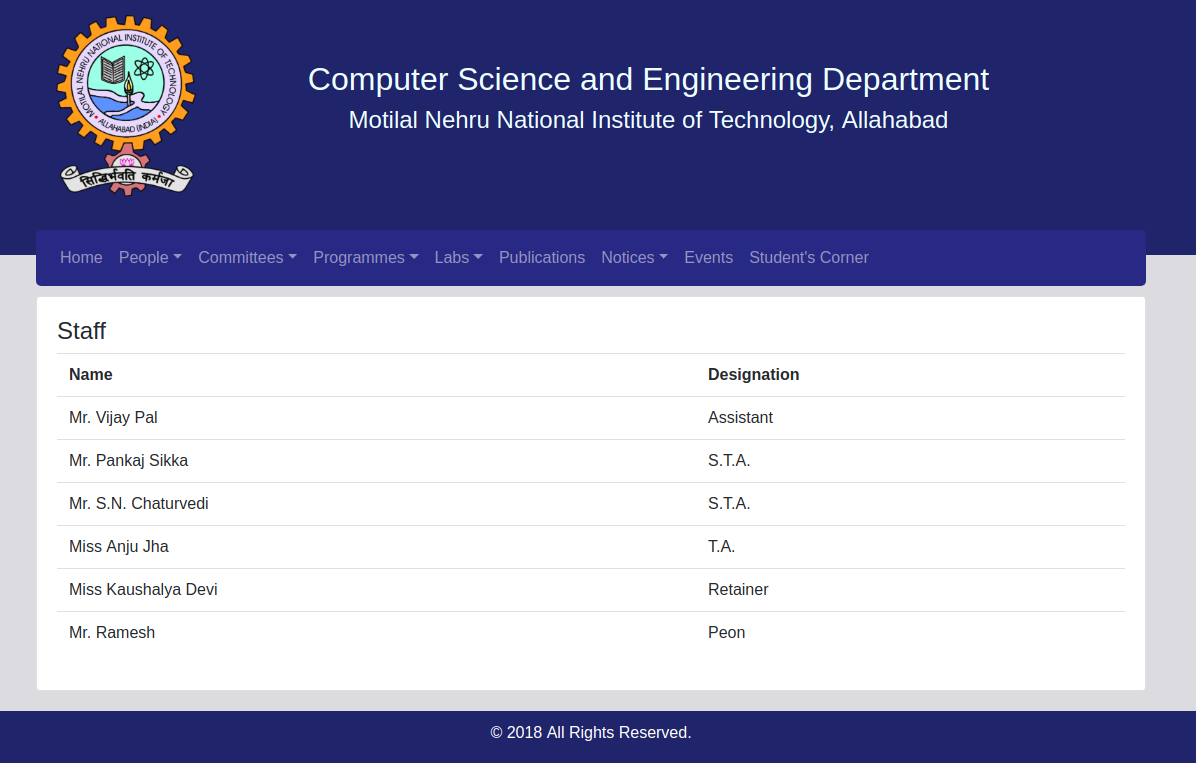 MOTILAL NEHRU NATIONAL INSTITUTE OF TECHNOLOGY
ALLAHABAD (INDIA)
सिद्धिर्भवति कर्मजा
Computer Science and Engineering Department
Motilal Nehru National Institute of Technology, Allahabad
Home People Committees Programmes Labs Publications Notices Events Student's Corner
Staff
Name Designation
Mr. Vijay Pal Assistant
Mr. Pankaj Sikka S.T.A.
Mr. S.N. Chaturvedi S.T.A.
Miss Anju Jha T.A.
Miss Kaushalya Devi Retainer
Mr. Ramesh Peon
© 2018 All Rights Reserved.